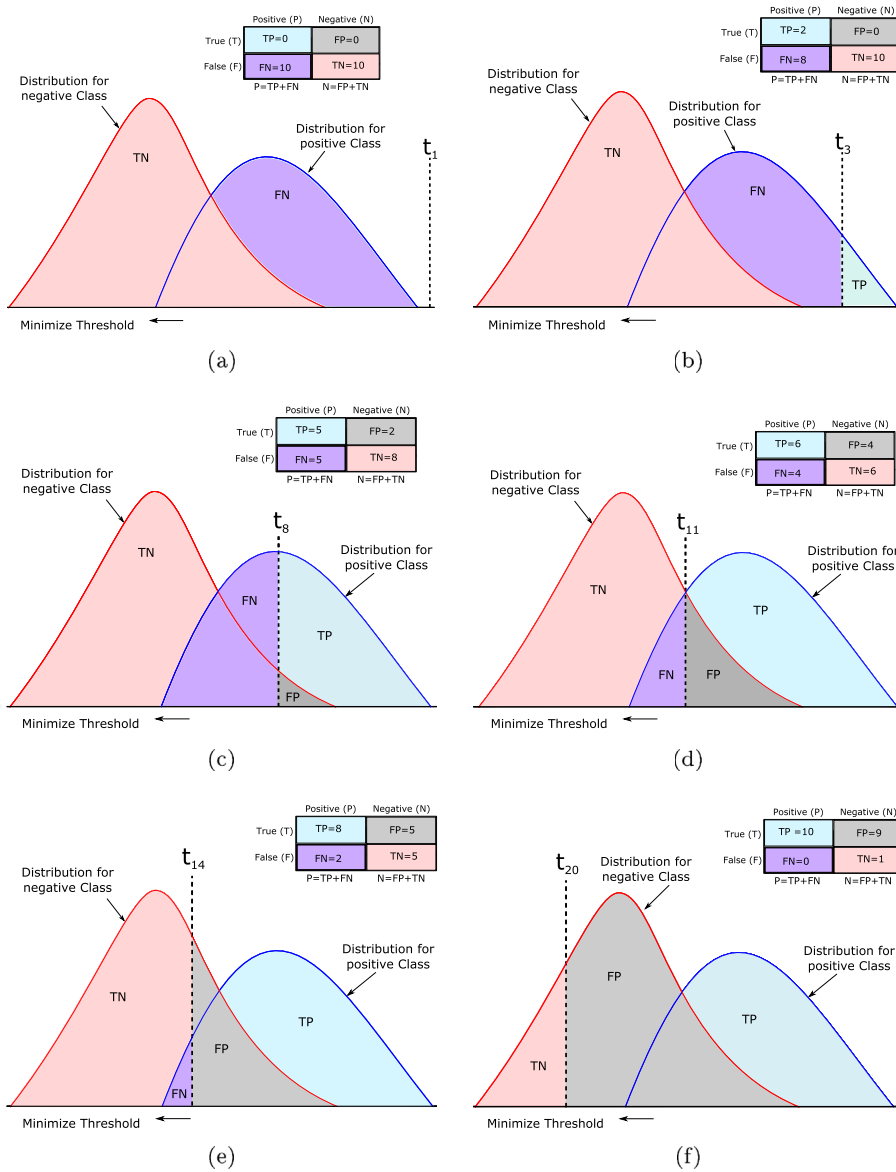 Positive (P) Negative (N)
True (T) TP=0 FP=0
False (F) FN=10 TN=10
P=TP+FN N=FP+TN
Distribution for
negative Class
Distribution for
positive Class
t1
TN
FN
Minimize Threshold
(a)
Positive (P) Negative (N)
True (T) TP=2 FP=0
False (F) FN=8 TN=10
P=TP+FN N=FP+TN
Distribution for
negative Class
Distribution for
positive Class
t3
TN
FN
TP
Minimize Threshold
(b)
Positive (P) Negative (N)
True (T) TP=5 FP=2
False (F) FN=5 TN=8
P=TP+FN N=FP+TN
Distribution for
negative Class
t8
Distribution for
positive Class
TN
FN
TP
FP
Minimize Threshold
(c)
Positive (P) Negative (N)
True (T) TP=6 FP=4
False (F) FN=4 TN=6
P=TP+FN N=FP+TN
Distribution for
negative Class
t11
Distribution for
positive Class
TN
TP
FN FP
Minimize Threshold
(d)
Positive (P) Negative (N)
True (T) TP=8 FP=5
False (F) FN=2 TN=5
P=TP+FN N=FP+TN
t14
Distribution for
negative Class
Distribution for
positive Class
TN
TP
FP
FN
Minimize Threshold
(e)
Positive (P) Negative (N)
True (T) TP =10 FP=9
False (F) FN=0 TN=1
P=TP+FN N=FP+TN
t20
Distribution for
negative Class
Distribution for
positive Class
FP
TP
TN
Minimize Threshold
(f)